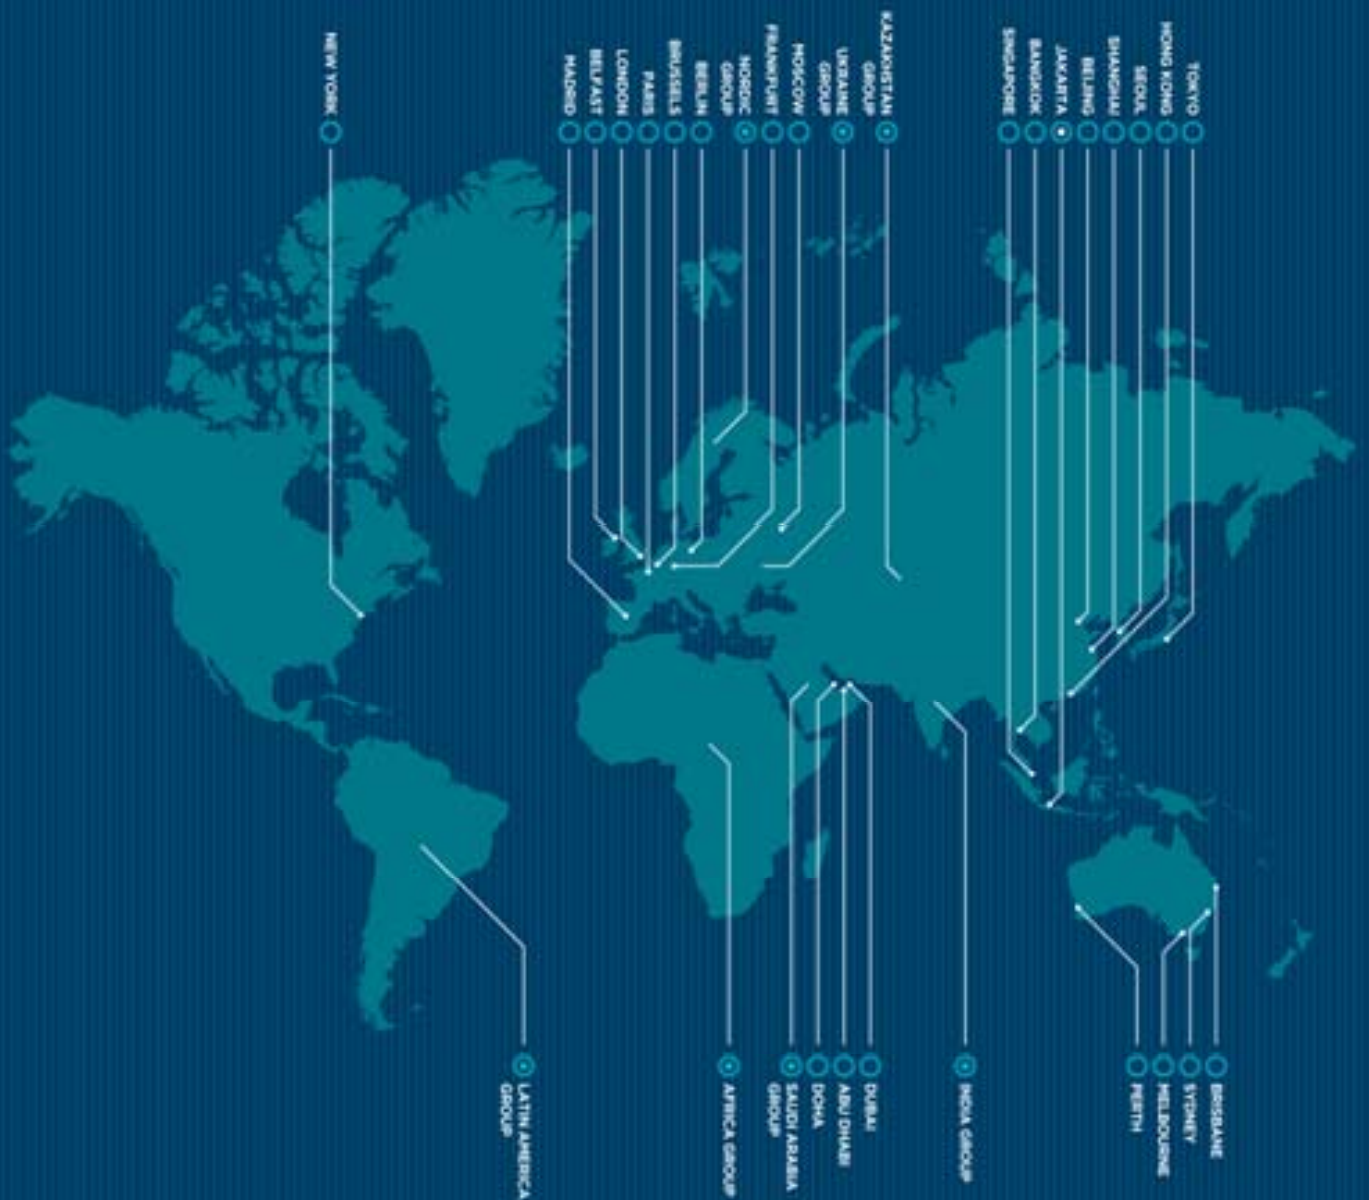 NEW YORK
MADRID
BELFAST
LONDON
PARIS
BRUSSELS
BERLIN
NORDIC
GROUP
FRANKFURT
MOSCOW
UKRAINE
GROUP
KAZAKHSTAN
GROUP
SINGAPORE
BANGKOK
JAKARTA
BEIJING
SHANGHAI
SEOUL
HONG KONG
TOKYO
LATIN AMERICA
GROUP
AFRICA GROUP
SAUDI ARABIA
GROUP
DOHA
ABU DHABI
DUBAI
INDIA GROUP
PERTH
MELBOURNE
SYDNEY
BRISBANE